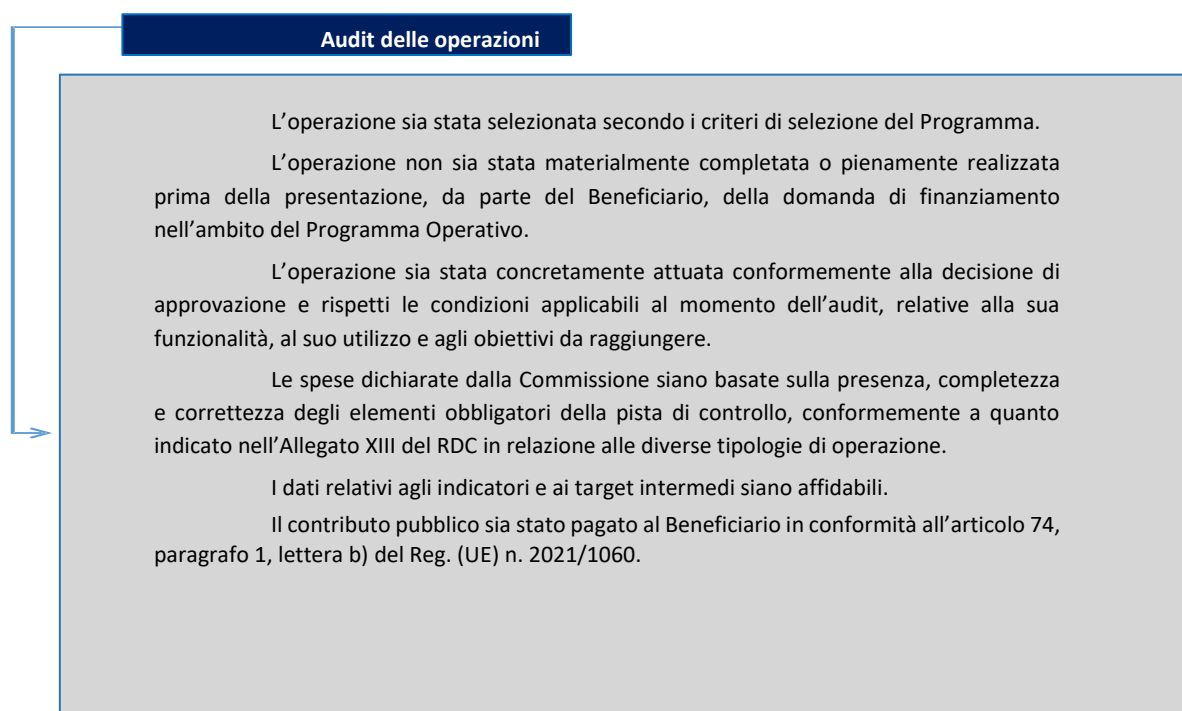 Audit delle operazioni
L’operazione sia stata selezionata secondo i criteri di selezione del Programma.
L’operazione non sia stata materialmente completata o pienamente realizzata
prima della presentazione, da parte del Beneficiario, della domanda di finanziamento
nell’ambito del Programma Operativo.
L’operazione sia stata concretamente attuata conformemente alla decisione di
approvazione e rispetti le condizioni applicabili al momento dell’audit, relative alla sua
funzionalità, al suo utilizzo e agli obiettivi da raggiungere.
Le spese dichiarate dalla Commissione siano basate sulla presenza, completezza
e correttezza degli elementi obbligatori della pista di controllo, conformemente a quanto
indicato nell’Allegato XIII del RDC in relazione alle diverse tipologie di operazione.
I dati relativi agli indicatori e ai target intermedi siano affidabili.
Il contributo pubblico sia stato pagato al Beneficiario in conformità all’articolo 74,
paragrafo 1, lettera b) del Reg. (UE) n. 2021/1060.